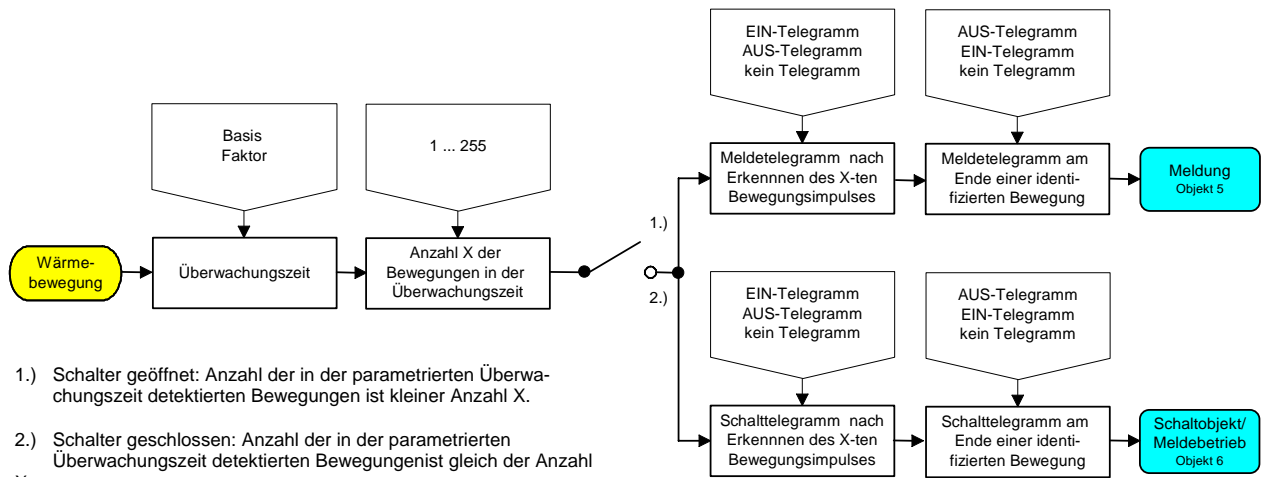 EIN-Telegramm
AUS-Telegramm
kein Telegramm
AUS-Telegramm
EIN-Telegramm
kein Telegramm
Basis
Faktor
1 ... 255
Meldetelegramm nach
Erkennnen des X-ten
Bewegungsimpulses
Meldetelegramm am
Ende einer identi-
fizierten Bewegung
Meldung
Objekt 5
Wärme-
bewegung
Überwachungszeit
Anzahl X der
Bewegungen in der
Überwachungszeit
1.)
2.)
EIN-Telegramm
AUS-Telegramm
kein Telegramm
AUS-Telegramm
EIN-Telegramm
kein Telegramm
1.) Schalter geöffnet: Anzahl der in der parametrierten Überwa-
chungszeit detektierten Bewegungen ist kleiner Anzahl X.
2.) Schalter geschlossen: Anzahl der in der parametrierten
Überwachungszeit detektierten Bewegungenist gleich der Anzahl
Schalttelegramm nach
Erkennnen des X-ten
Bewegungsimpulses
Schalttelegramm am
Ende einer identi-
fizierten Bewegung
Schaltobjekt/
Meldebetrieb
Objekt 6